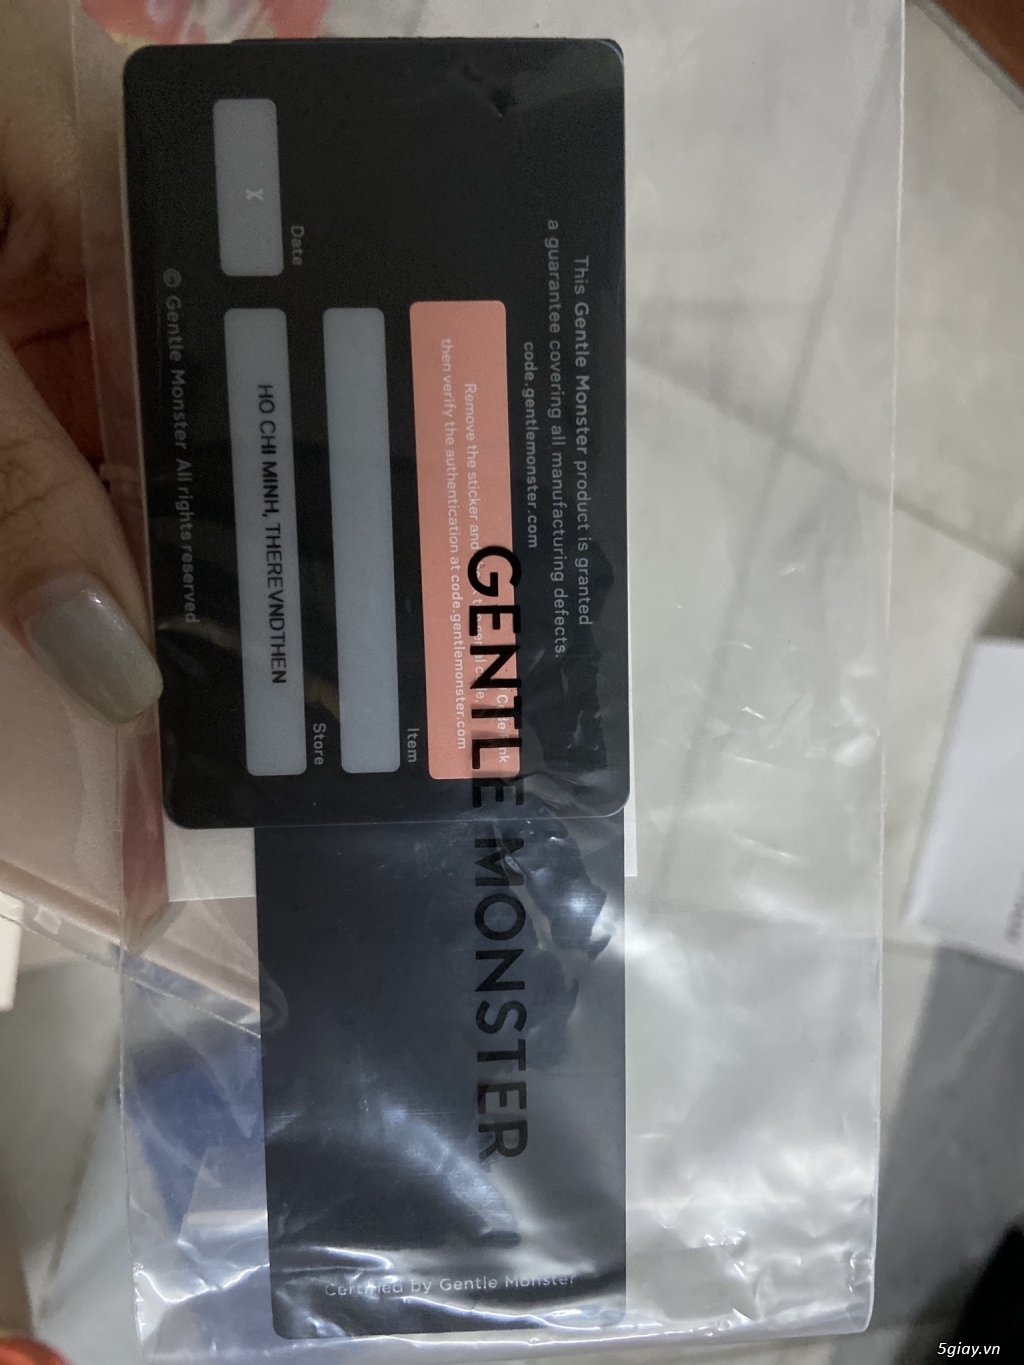 This Gentle Monster product is granted
a guarantee covering all manufacturing defects.
code.gentlemonster.com
Remove the sticker and
then verify the authentication at code.gentlemonster.com
Item
Store
HO CHI MINH, THEREVNDTHEN
Date
X
© Gentle Monster All rights reserved
GENTLE MONSTER
Certified by Gentle Monster
5giay.vn